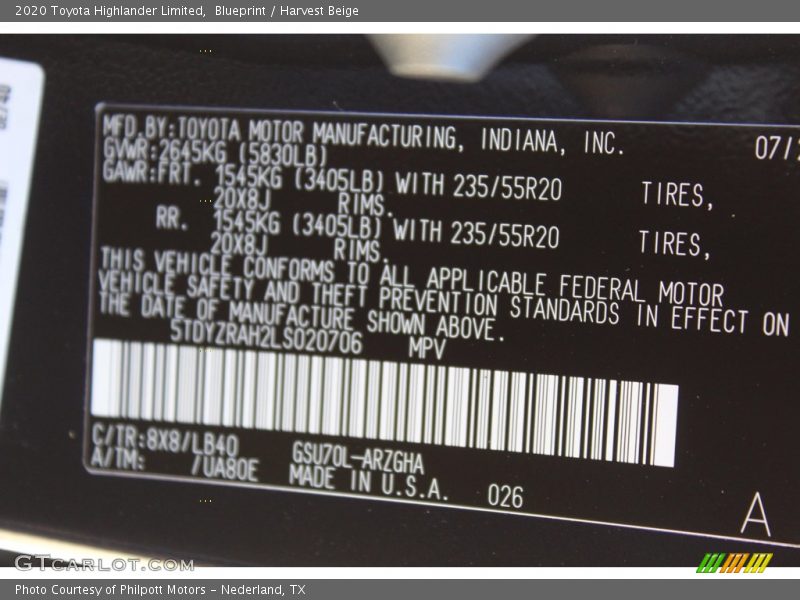 2020 Toyota Highlander Limited, Blueprint / Harvest Beige
MFD.BY:TOYOTA MOTOR MANUFACTURING, INDIANA, INC. 07/
GVWR:2645KG (5830LB)
GAWR:FRT. 1545KG (3405LB) WITH 235/55R20 TIRES,
20X8J RIMS.
RR. 1545KG (3405LB) WITH 235/55R20 TIRES,
20X8J RIMS.
THIS VEHICLE CONFORMS TO ALL APPLICABLE FEDERAL MOTOR
VEHICLE SAFETY AND THEFT PREVENTION STANDARDS IN EFFECT ON
THE DATE OF MANUFACTURE SHOWN ABOVE.
5TDYZRAH2LS020706 MPV
C/TR:8X8/LB40 GSU70L-ARZGHA
A/TM: /UA80E MADE IN U.S.A. 026
A
GTcarlot.com
Photo Courtesy of Philpott Motors - Nederland, TX